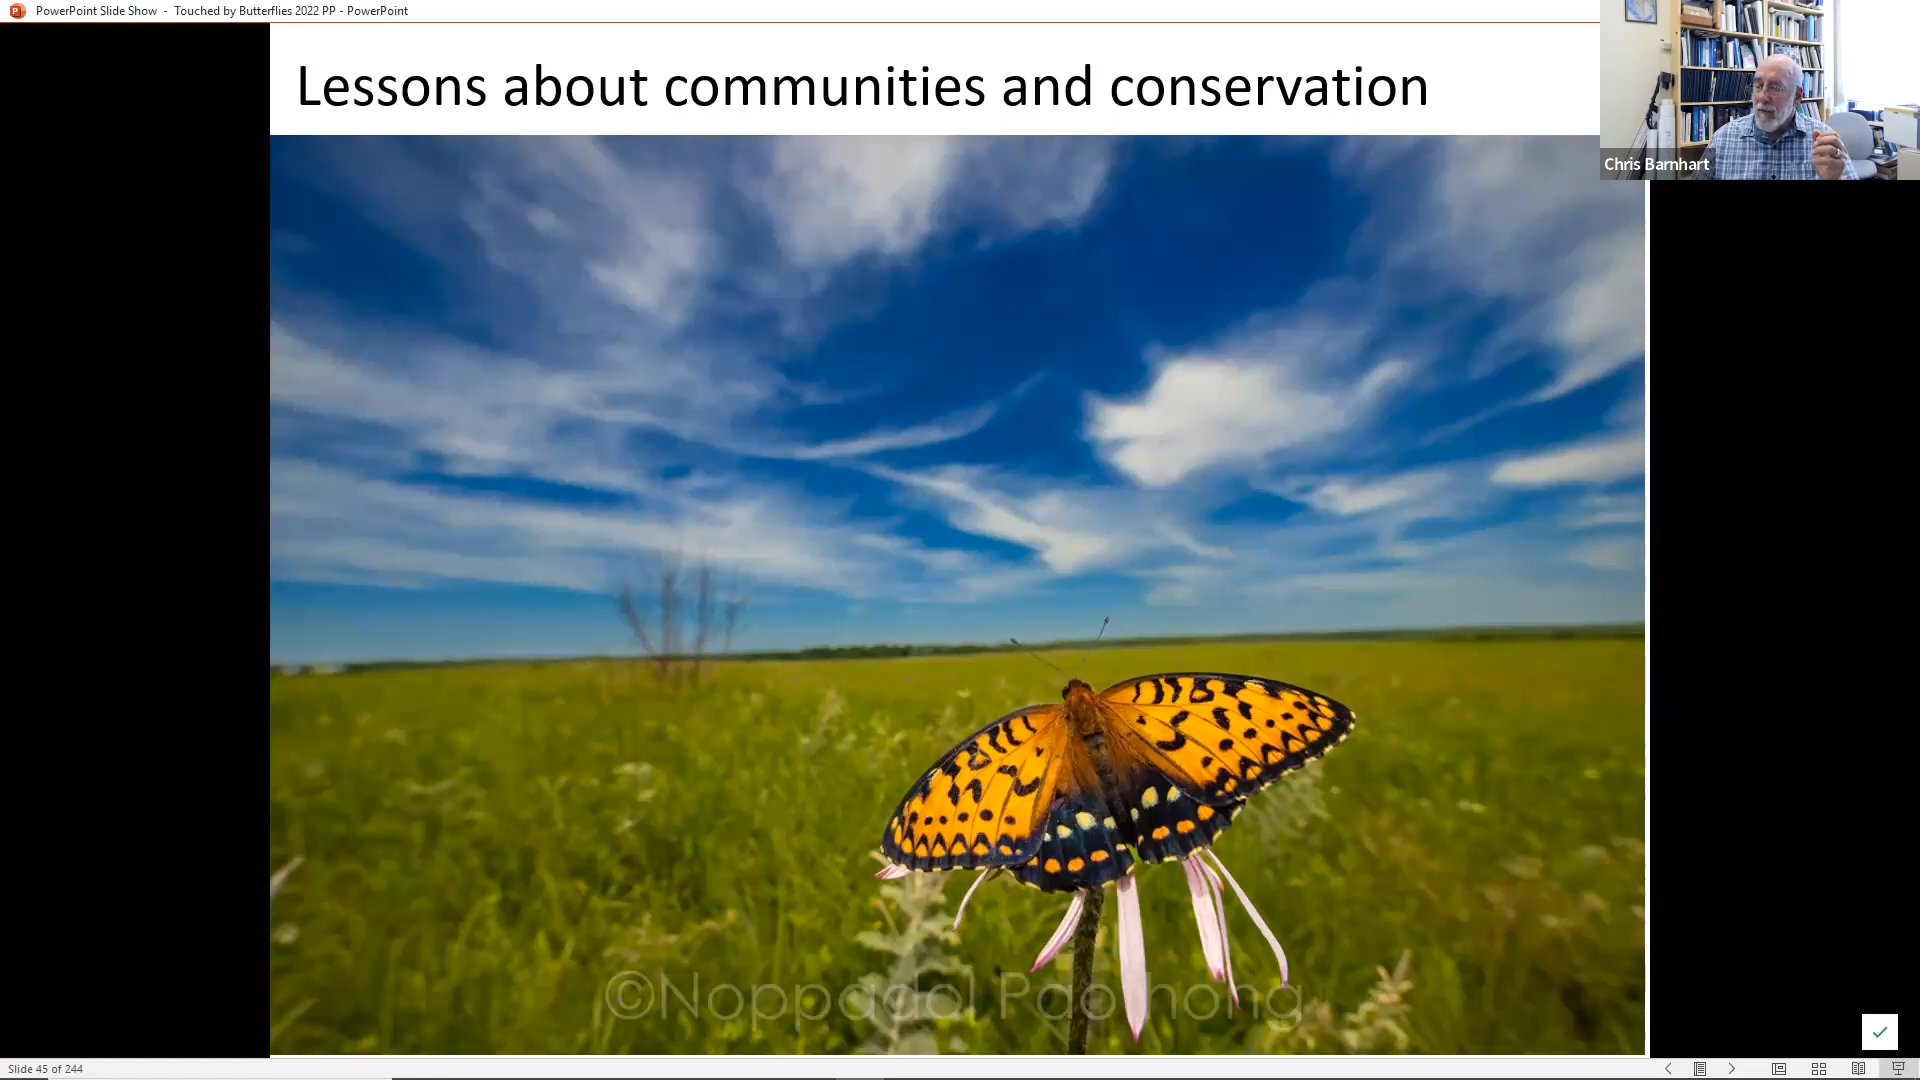 PowerPoint Slide Show - Touched by Butterflies 2022 PP - PowerPoint
Lessons about communities and conservation
Chris Barnhart
©Noppadol Paothong
Slide 45 of 244